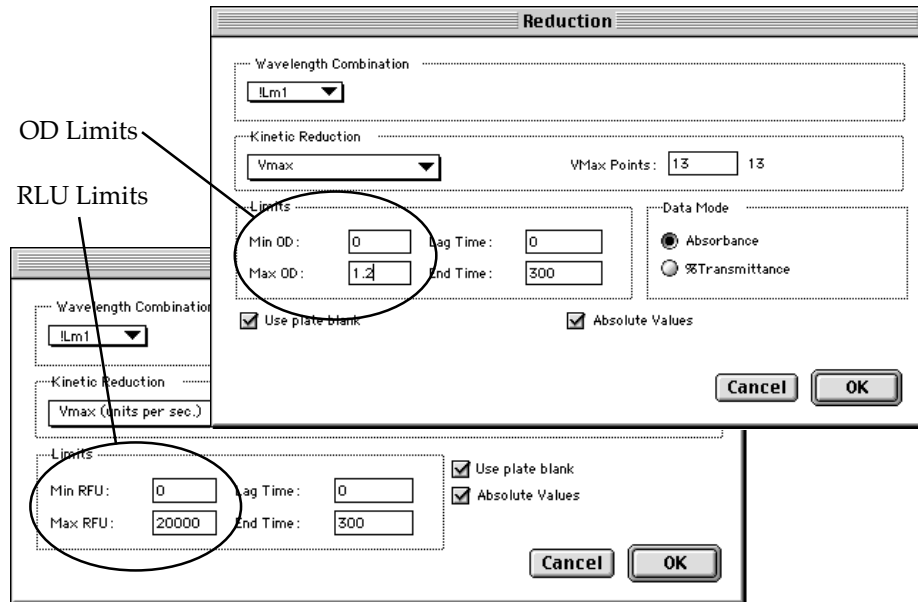 Reduction
Wavelength Combination
!Lm1
Kinetic Reduction
Vmax
VMax Points: 13 13
Limits
Min OD: 0 Lag Time: 0
Max OD: 1.2 End Time: 300
Data Mode
Absorbance
%Transmittance
Use plate blank
Absolute Values
Cancel OK
OD Limits
RLU Limits
Wavelength Combination
!Lm1
Kinetic Reduction
Vmax (units per sec.)
Limits
Min RFU: 0 Lag Time: 0
Max RFU: 20000 End Time: 300
Use plate blank
Absolute Values
Cancel OK